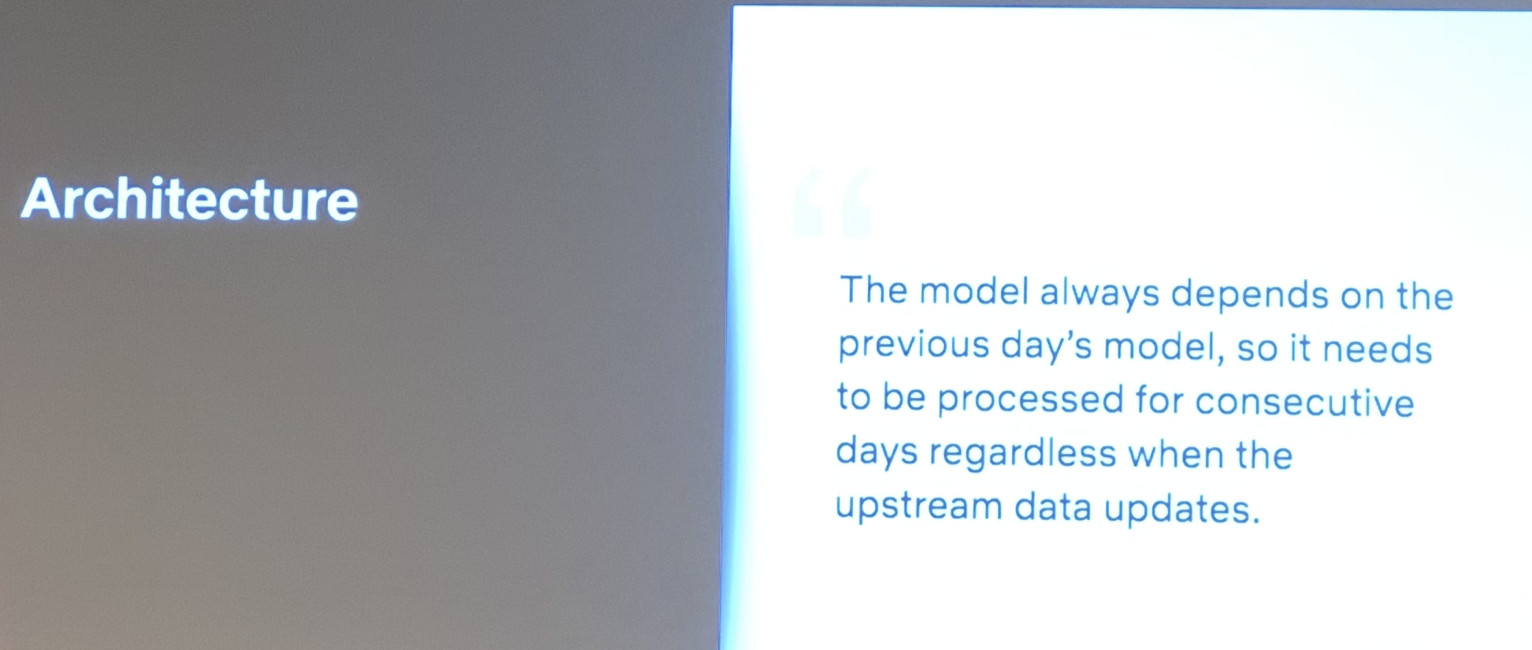 Architecture
“
The model always depends on the
previous day’s model, so it needs
to be processed for consecutive
days regardless when the
upstream data updates.